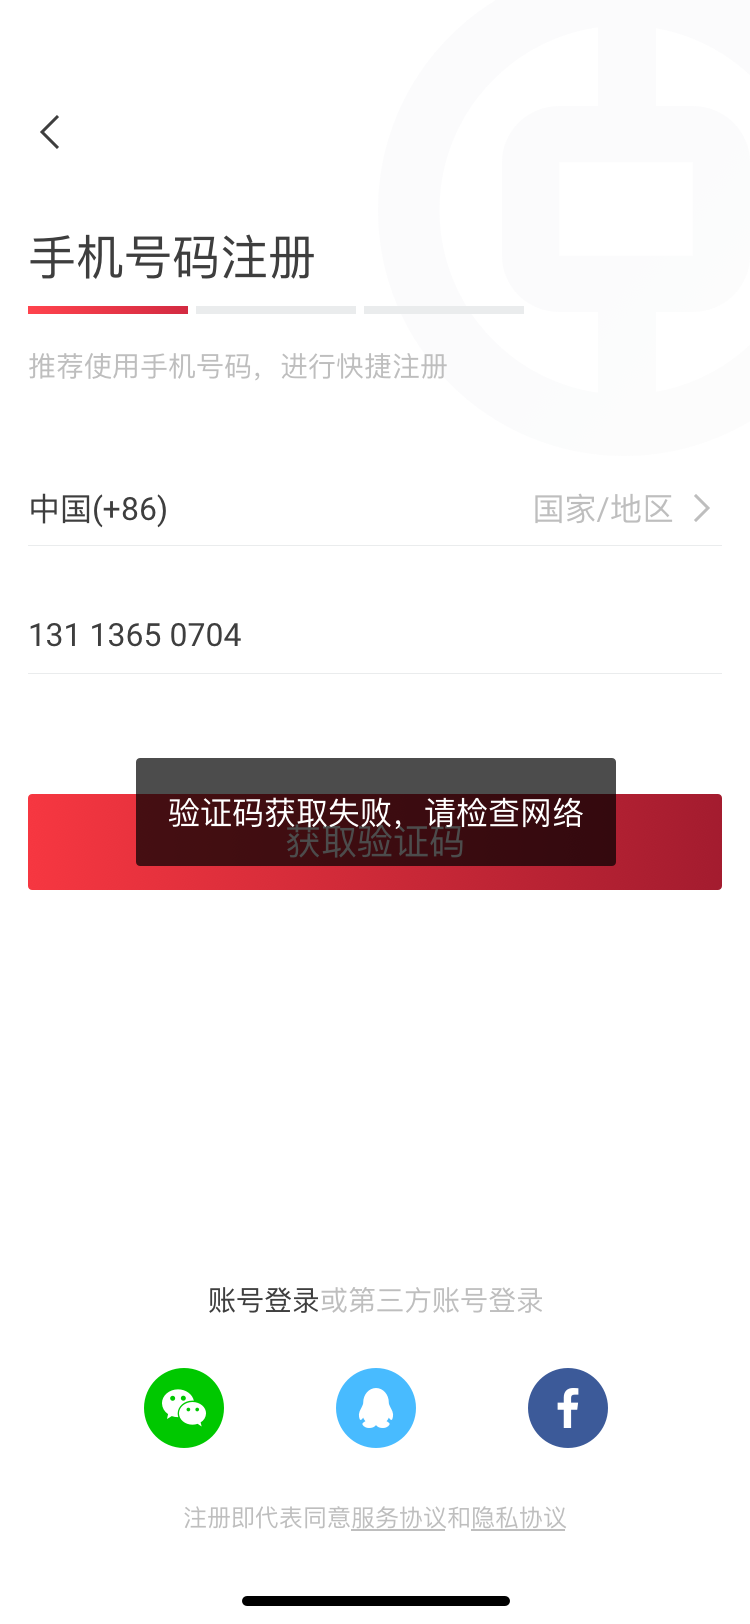 手机号码注册
推荐使用手机号码，进行快捷注册
中国(+86) 国家/地区
131 1365 0704
验证码获取失败，请检查网络
获取验证码
账号登录或第三方账号登录
注册即代表同意服务协议和隐私协议